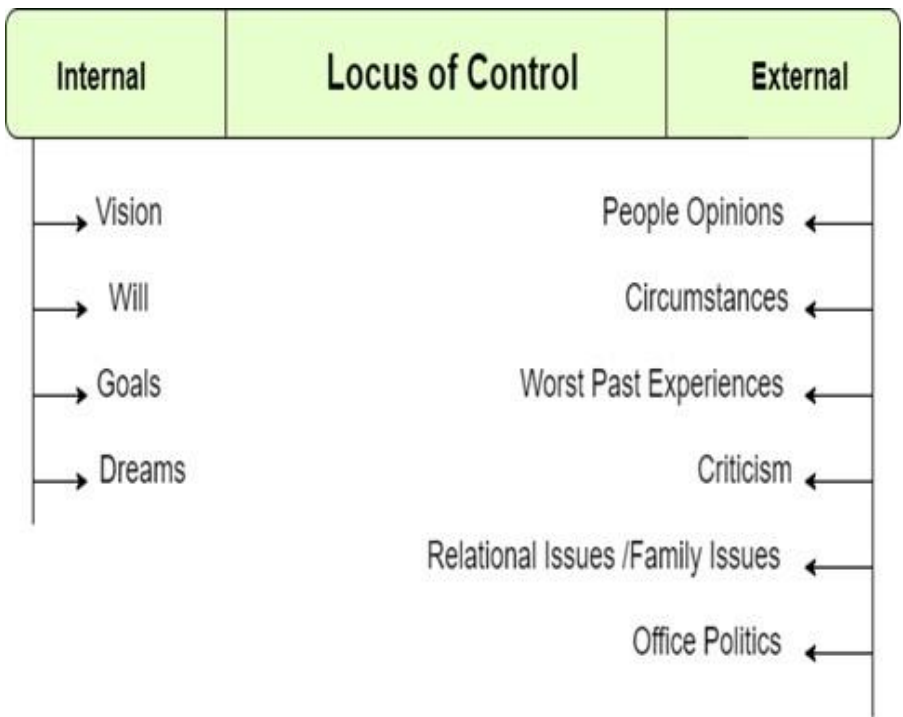 Internal
Locus of Control
External
Vision
Will
Goals
Dreams
People Opinions
Circumstances
Worst Past Experiences
Criticism
Relational Issues /Family Issues
Office Politics